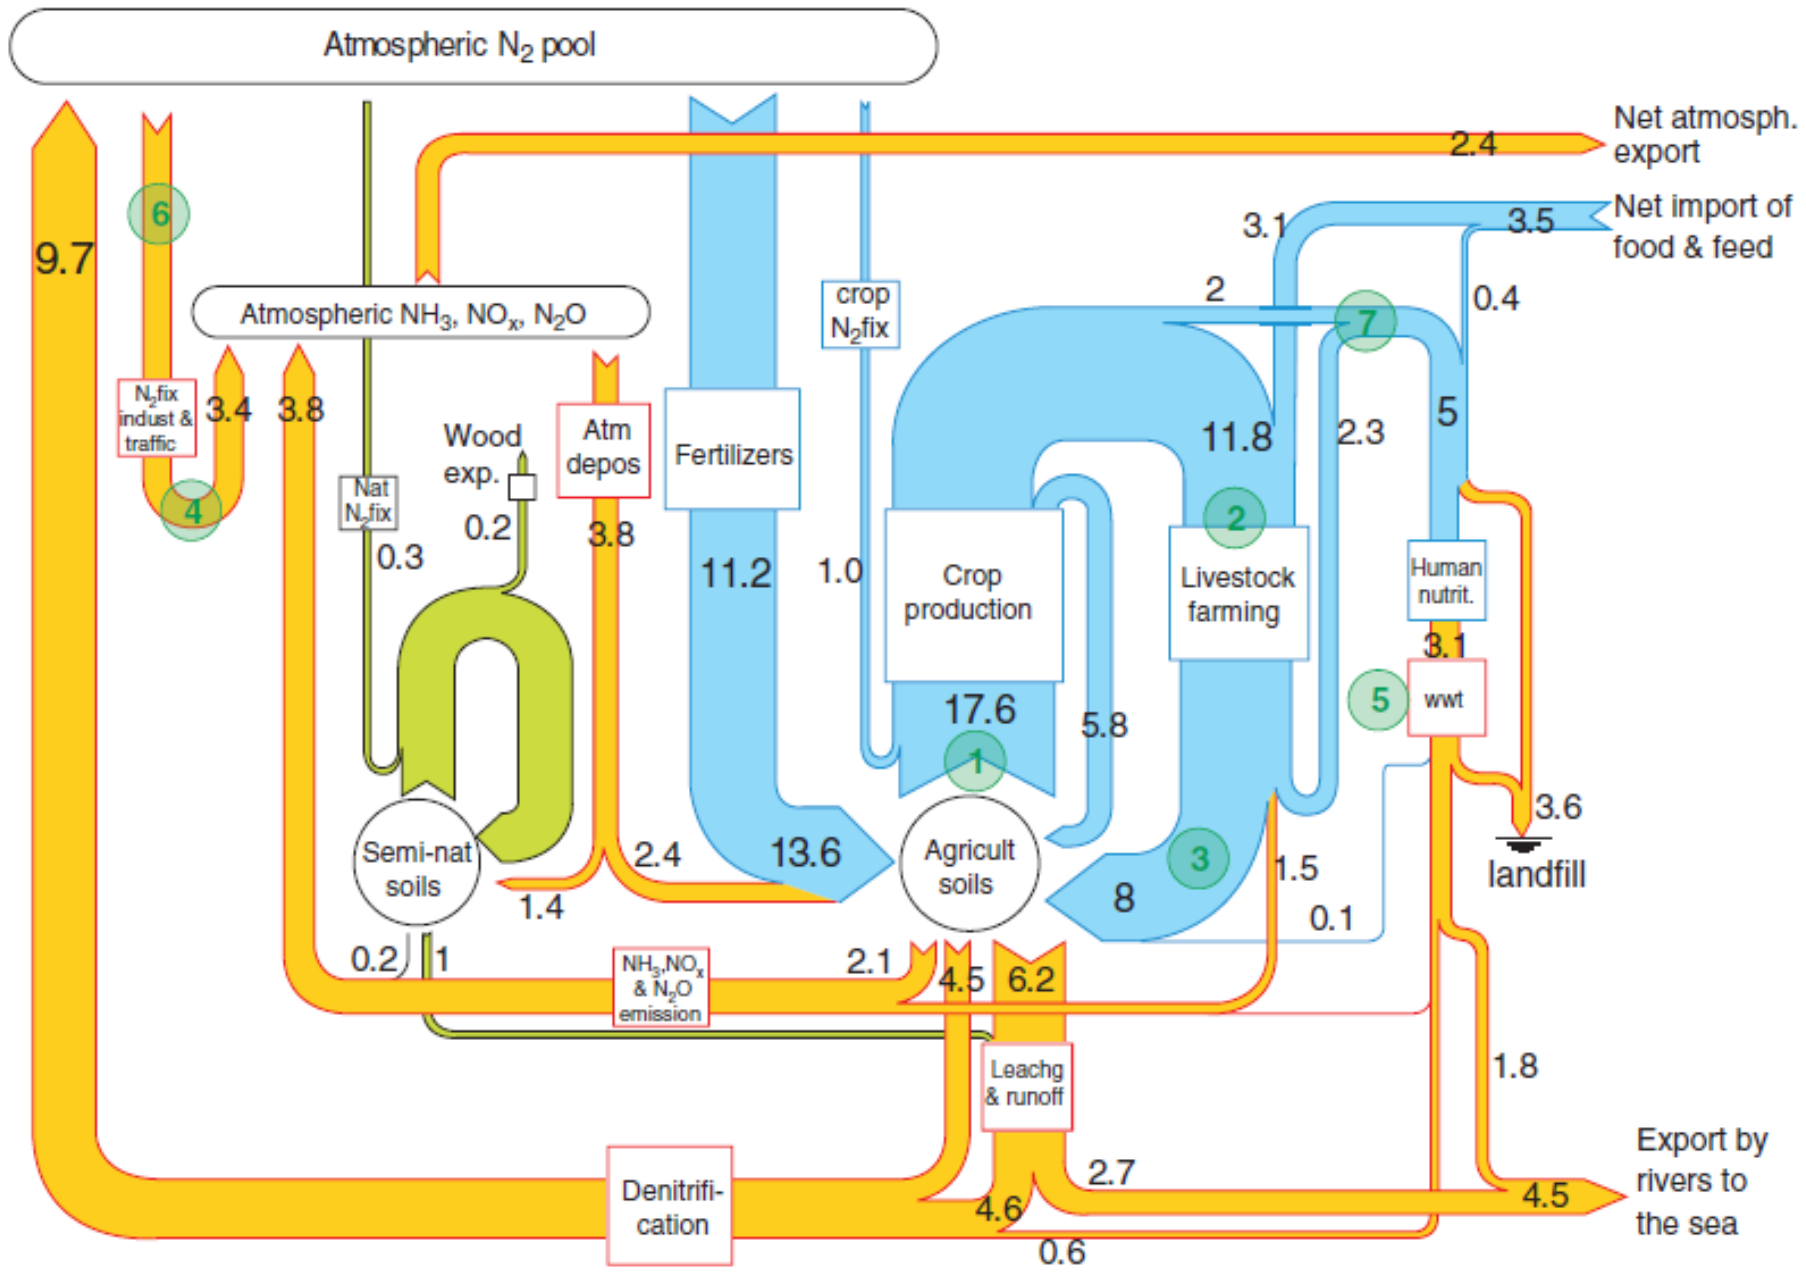 Atmospheric N₂ pool
Net atmosph.
export
2.4
6
9.7
3.1
3.5
Net import of
food & feed
Atmospheric NH₃, NOₓ, N₂O
crop
N₂fix
2
7
0.4
N₂fix
indust &
traffic
3.4
3.8
4
Wood
exp.
0.2
Nat
N₂fix
0.3
Atm
depos
3.8
Fertilizers
11.2
1.0
11.8
2.3
5
2
Crop
production
Livestock
farming
Human
nutrit.
3.1
5
wwt
17.6
1
5.8
3.6
landfill
Semi-nat
soils
2.4
1.4
13.6
Agricult
soils
3
8
1.5
0.1
0.2
1
NH₃,NOₓ
& N₂O
emission
2.1
4.5
6.2
Leachg
& runoff
1.8
Denitrifi-
cation
4.6
2.7
0.6
4.5
Export by
rivers to
the sea